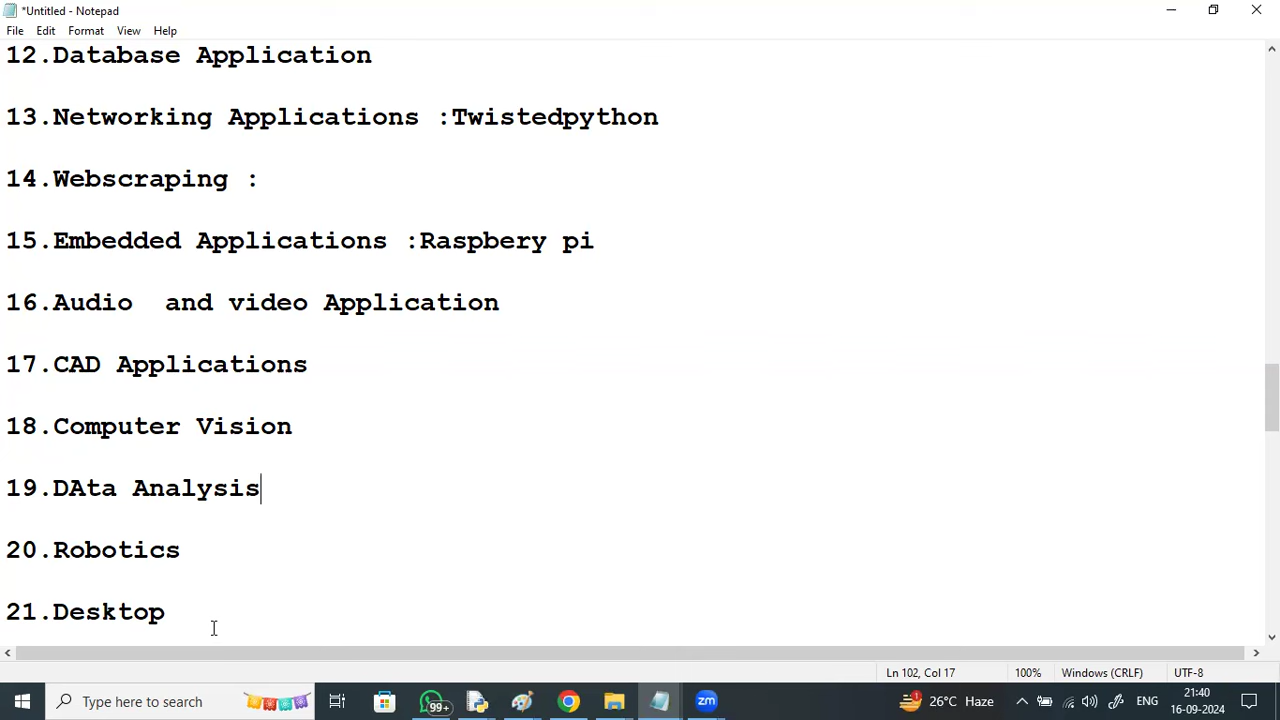 *Untitled - Notepad
File Edit Format View Help
12.Database Application
13.Networking Applications :Twistedpython
14.Webscraping :
15.Embedded Applications :Raspbery pi
16.Audio  and video Application
17.CAD Applications
18.Computer Vision
19.DAta Analysis
20.Robotics
21.Desktop
Ln 102, Col 17 100% Windows (CRLF) UTF-8
Type here to search 99+ zm 1 26°C Haze ENG 21:40
16-09-2024